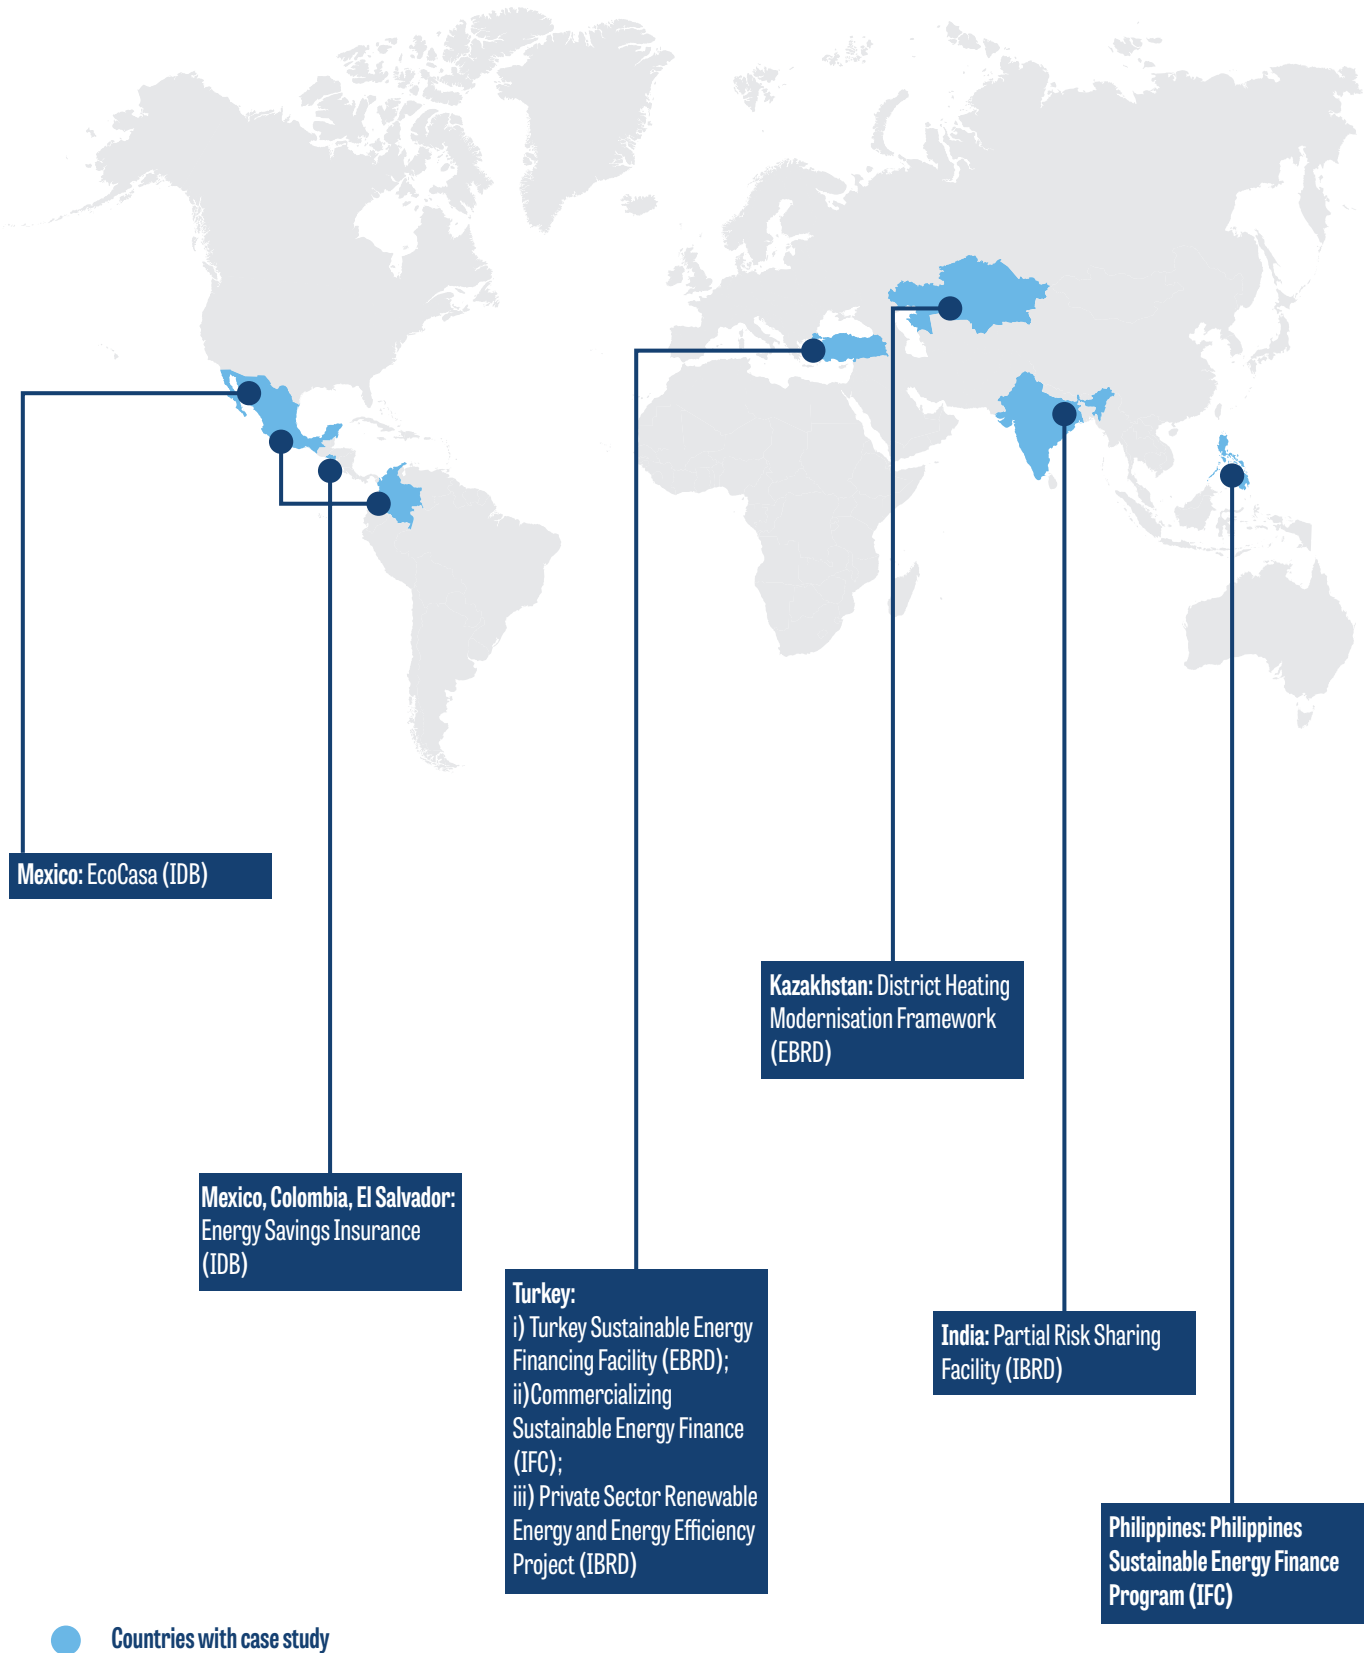 Mexico: EcoCasa (IDB)
Kazakhstan: District Heating
Modernisation Framework
(EBRD)
Mexico, Colombia, El Salvador:
Energy Savings Insurance
(IDB)
Turkey:
i) Turkey Sustainable Energy
Financing Facility (EBRD);
ii)Commercializing
Sustainable Energy Finance
(IFC);
iii) Private Sector Renewable
Energy and Energy Efficiency
Project (IBRD)
India: Partial Risk Sharing
Facility (IBRD)
Philippines: Philippines
Sustainable Energy Finance
Program (IFC)
Countries with case study